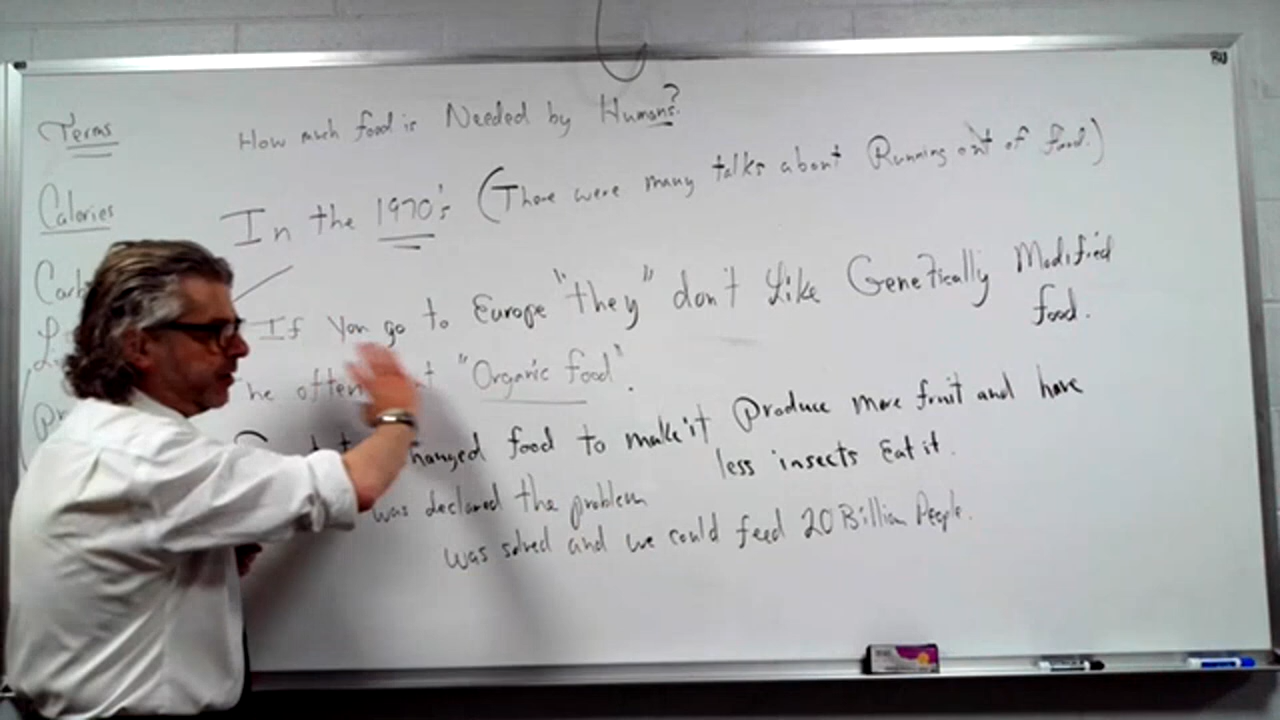 Terms
Calories
How much food is Needed by Humans?
In the 1970's (There were many talks about Running out of food.)
If you go to Europe "they" don't Like Genetically Modified
food.
often "Organic food".
food to make it Produce more fruit and have
less insects Eat it.
was declared the problem
was solved and we could feed 20 Billion People.